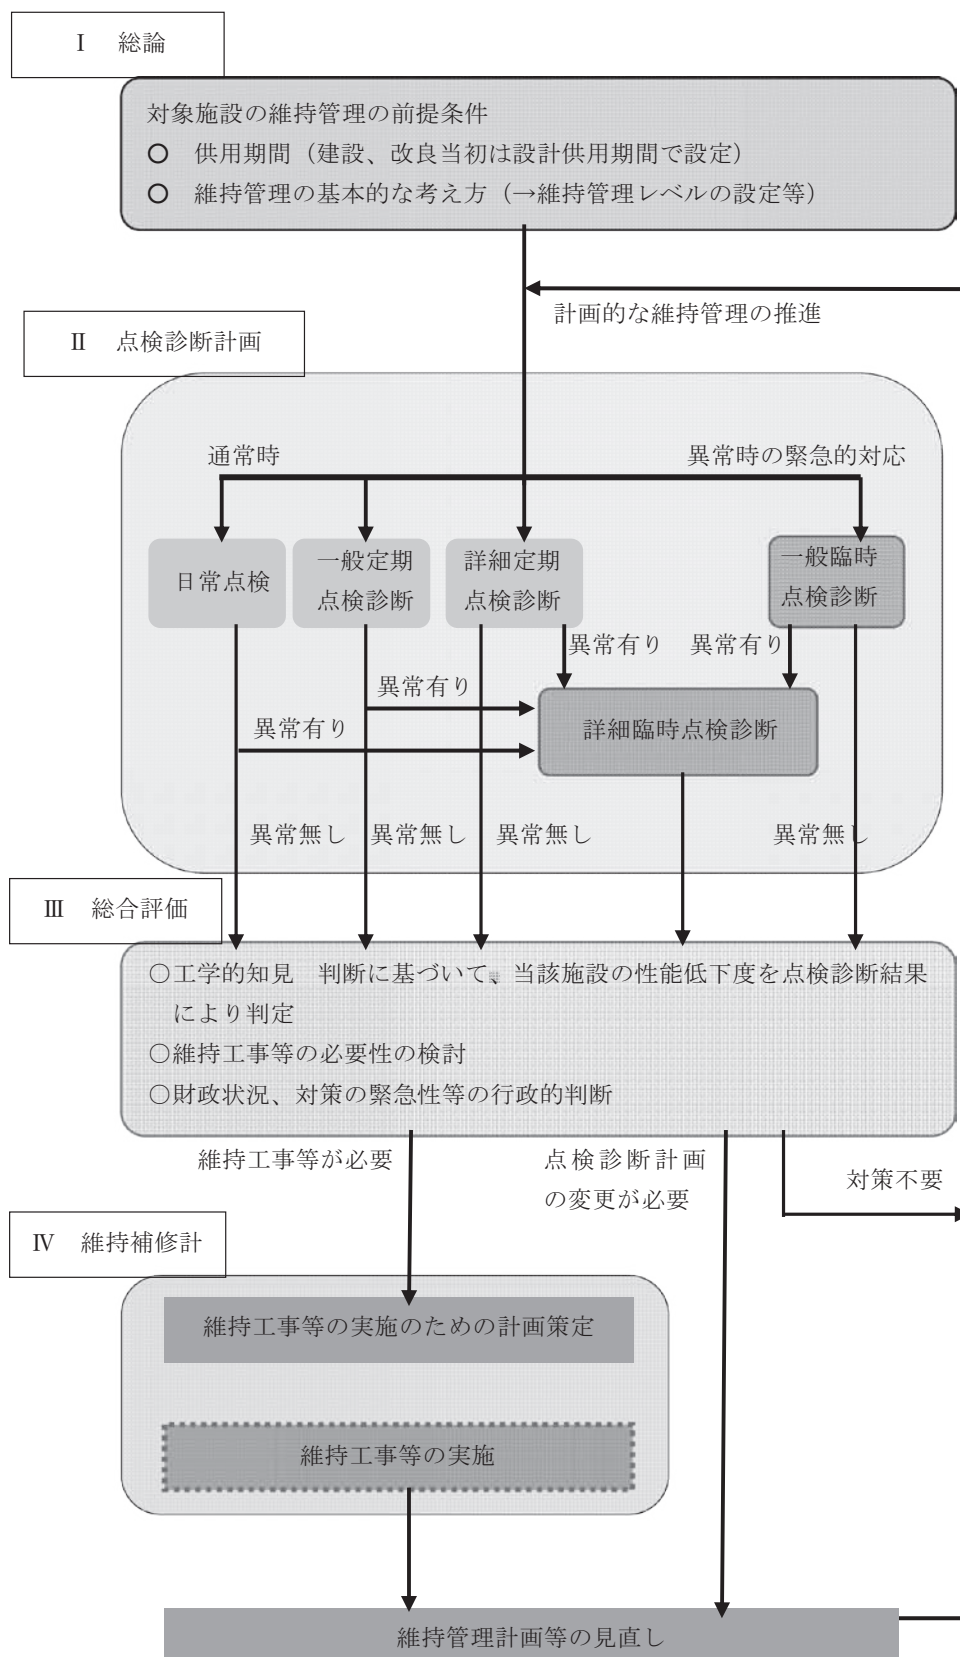 Ⅰ 総論
対象施設の維持管理の前提条件
○ 供用期間（建設、改良当初は設計供用期間で設定）
○ 維持管理の基本的な考え方（→維持管理レベルの設定等）
計画的な維持管理の推進
Ⅱ 点検診断計画
通常時
異常時の緊急的対応
日常点検
一般定期
点検診断
詳細定期
点検診断
一般臨時
点検診断
異常有り
異常有り
異常有り
異常有り
詳細臨時点検診断
異常無し
異常無し
異常無し
異常無し
Ⅲ 総合評価
○工学的知見 判断に基づいて、当該施設の性能低下度を点検診断結果
により判定
○維持工事等の必要性の検討
○財政状況、対策の緊急性等の行政的判断
維持工事等が必要
点検診断計画
の変更が必要
対策不要
Ⅳ 維持補修計
維持工事等の実施のための計画策定
維持工事等の実施
維持管理計画等の見直し